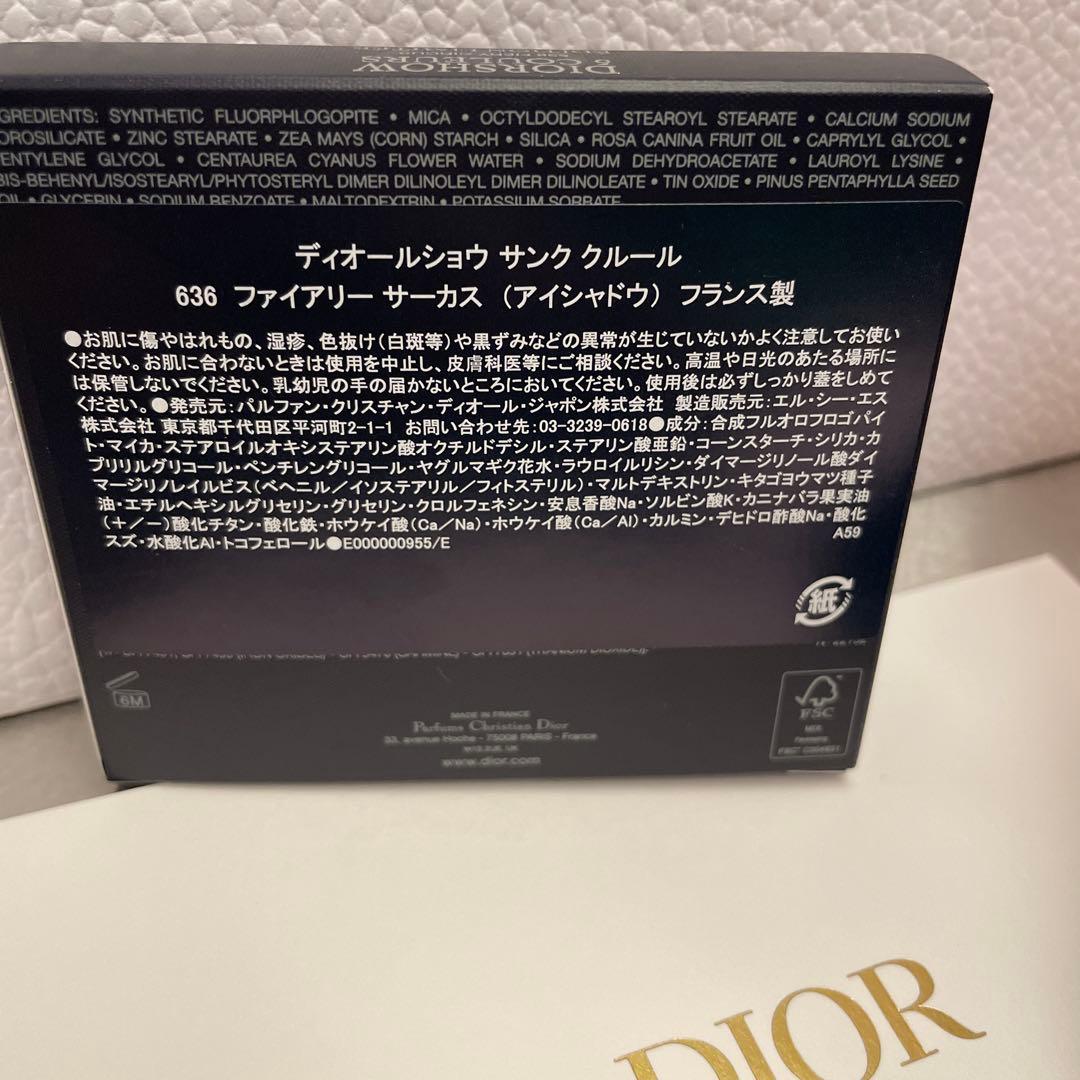 DIORSHOW
5 COULEURS
GREDIENTS: SYNTHETIC FLUORPHLOGOPITE • MICA • OCTYLDODECYL STEAROYL STEARATE • CALCIUM SODIUM
OROSILICATE • ZINC STEARATE • ZEA MAYS (CORN) STARCH • SILICA • ROSA CANINA FRUIT OIL • CAPRYLYL GLYCOL •
ENTYLENE GLYCOL • CENTAUREA CYANUS FLOWER WATER • SODIUM DEHYDROACETATE • LAUROYL LYSINE •
BIS-BEHENYL/ISOSTEARYL/PHYTOSTERYL DIMER DILINOLEYL DIMER DILINOLEATE • TIN OXIDE • PINUS PENTAPHYLLA SEED
OIL • GLYCERIN • SODIUM BENZOATE • MALTODEXTRIN • POTASSIUM SORBATE
ディオールショウ サンク クルール
636 ファイアリー サーカス (アイシャドウ) フランス製
●お肌に傷やはれもの、湿疹、色抜け(白斑等)や黒ずみなどの異常が生じていないかよく注意してお使い
ください。お肌に合わないときは使用を中止し、皮膚科医等にご相談ください。高温や日光のあたる場所に
は保管しないでください。乳幼児の手の届かないところにおいてください。使用後は必ずしっかり蓋をしめて
ください。●発売元:パルファン・クリスチャン・ディオール・ジャポン株式会社 製造販売元:エル・シー・エス
株式会社 東京都千代田区平河町2-1-1 お問い合わせ先:03-3239-0618●成分:合成フルオロフロゴパイ
ト・マイカ・ステアロイルオキシステアリン酸オクチルドデシル・ステアリン酸亜鉛・コーンスターチ・シリカ・カ
プリリルグリコール・ペンチレングリコール・ヤグルマギク花水・ラウロイルリシン・ダイマージリノール酸ダイ
マージリノレイルビス(ベヘニル/イソステアリル/フィトステリル)・マルトデキストリン・キタゴヨウマツ種子
油・エチルヘキシルグリセリン・グリセリン・クロルフェネシン・安息香酸Na・ソルビン酸K・カニナバラ果実油
(+/−)酸化チタン・酸化鉄・ホウケイ酸(Ca/Na)・ホウケイ酸(Ca/Al)・カルミン・デヒドロ酢酸Na・酸化
スズ・水酸化Al・トコフェロール●E000000955/E
A59
紙
6M
MADE IN FRANCE
Parfums Christian Dior
33, avenue Hoche - 75008 PARIS - France
W1S 2JE, UK
www.dior.com
FSC
MIX
DIOR